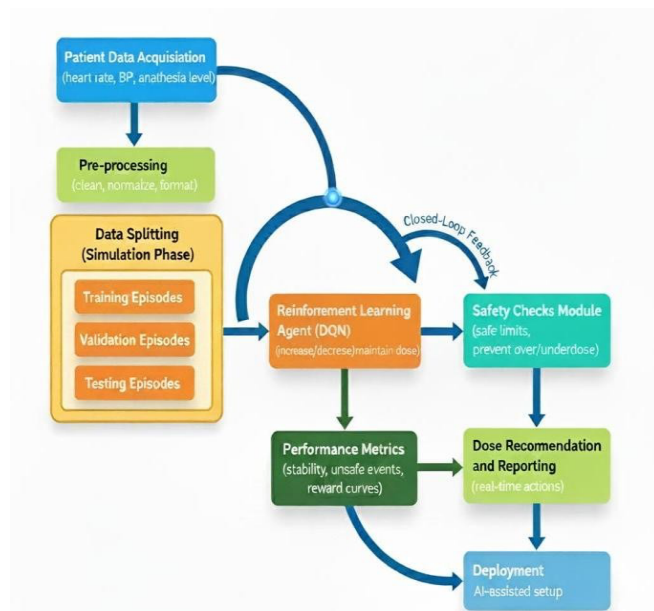 Patient Data Acquisiation
(heart rate, BP, anathesia level)
Pre-processing
(clean, normalize, format)
Data Splitting
(Simulation Phase)
Training Episodes
Validation Episodes
Testing Episodes
Closed-Loop Feedback
Reinforrement Learning
Agent (DQN)
(increase/decrese)maintain dose)
Safety Checks Module
(safe limits,
prevent over/underdose)
Performance Metrics
(stability, unsafe events,
reward curves)
Dose Recomendation
and Reporting
(real-time actions)
Deployment
AI-assisted setup